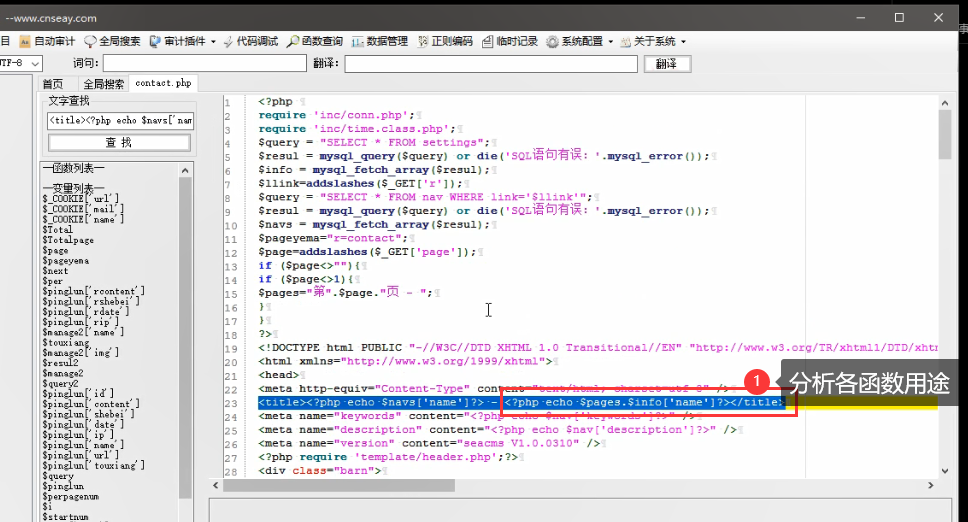 --www.cnseay.com
目 自动审计 全局搜索 审计插件 代码调试 函数查询 数据管理 正则编码 临时记录 系统配置 关于系统
UTF-8 词句: 翻译: 翻译
首页 全局搜索 contact.php
文字查找
<title><?php echo $navs['nam
查 找
—函数列表—
—变量列表—
$_COOKIE['url']
$_COOKIE['mail']
$_COOKIE['name']
$Total
$Totalpage
$page
$pageyema
$next
$per
$pinglun['rcontent']
$pinglun['rshebei']
$pinglun['rdate']
$pinglun['rip']
$manage2['name']
$touxiang
$manage2['img']
$resul2
$manage2
$query2
$pinglun['id']
$pinglun['content']
$pinglun['shebei']
$pinglun['date']
$pinglun['ip']
$pinglun['name']
$pinglun['url']
$pinglun['touxiang']
$query
$pinglun
$perpagenum
$i
$startnum
1 <?php
2 require 'inc/conn.php';
3 require 'inc/time.class.php';
4 $query = "SELECT * FROM settings";
5 $resul = mysql_query($query) or die('SQL语句有误: '.mysql_error());
6 $info = mysql_fetch_array($resul);
7 $llink=addslashes($_GET['r']);
8 $query = "SELECT * FROM nav WHERE link='$llink'";
9 $resul = mysql_query($query) or die('SQL语句有误: '.mysql_error());
10 $navs = mysql_fetch_array($resul);
11 $pageyema="r=contact";
12 $page=addslashes($_GET['page']);
13 if ($page<>""){
14 if ($page<>1){
15 $pages="第".$page."页 - ";
16 }
17 }
18 ?>
19 <!DOCTYPE html PUBLIC "-//W3C//DTD XHTML 1.0 Transitional//EN" "http://www.w3.org/TR/xhtml1/DTD/xhtm
20 <html xmlns="http://www.w3.org/1999/xhtml">
21 <head>
22 <meta http-equiv="Content-Type" content="text/html; charset=utf-8" />
23 <title><?php echo $navs['name']?> - <?php echo $pages.$info['name']?></title>
24 <meta name="keywords" content="<?php echo $nav['keywords']?>" />
25 <meta name="description" content="<?php echo $nav['description']?>" />
26 <meta name="version" content="seacms V1.0.0310" />
27 <?php require 'template/header.php';?>
28 <div class="barn">
1 分析各函数用途